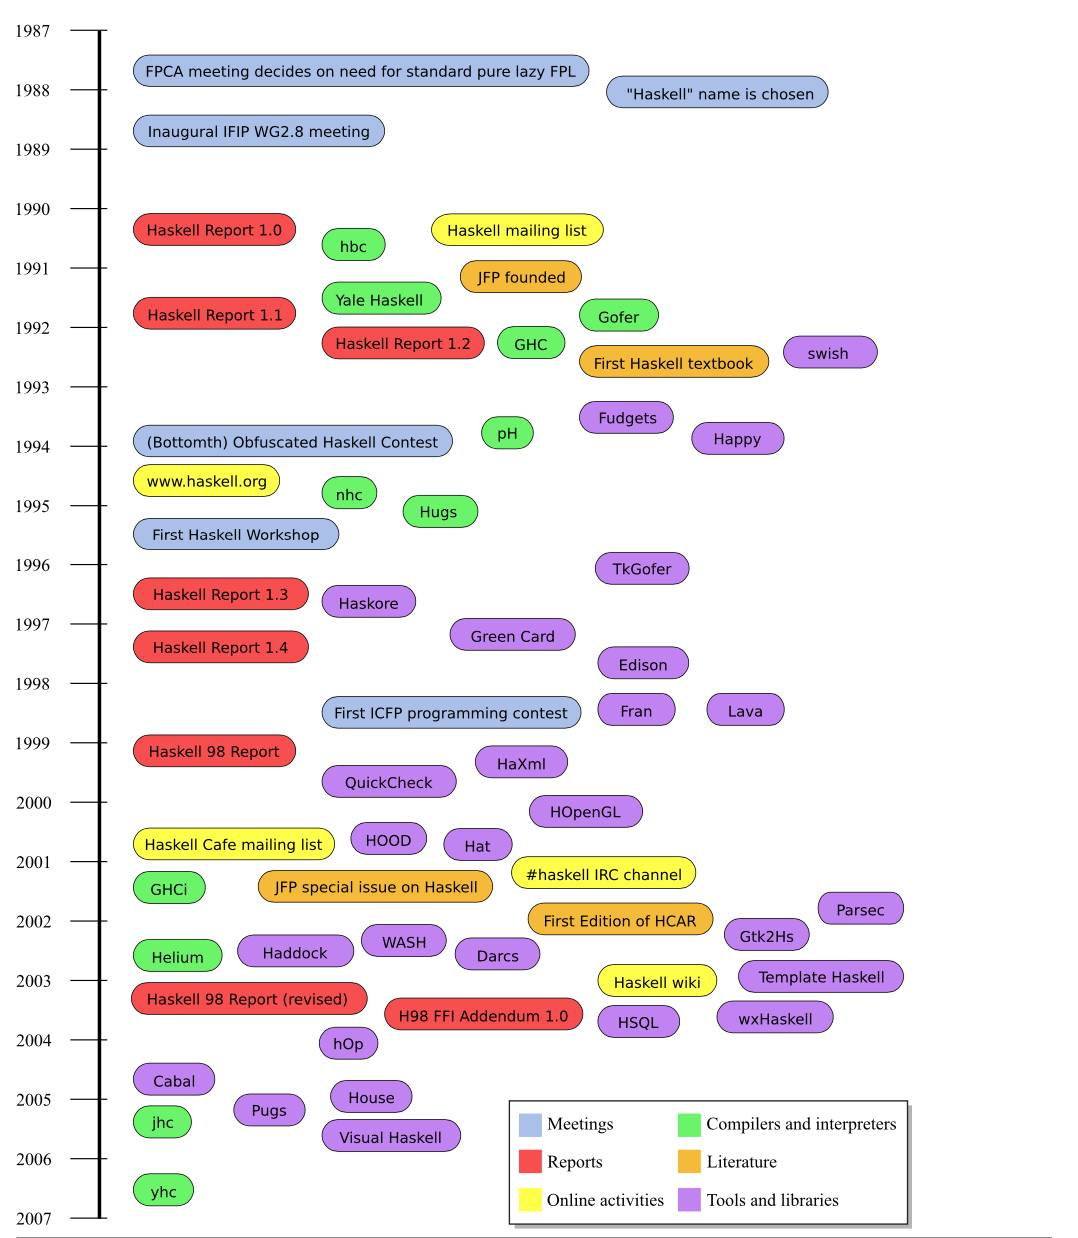 1987
FPCA meeting decides on need for standard pure lazy FPL
1988
"Haskell" name is chosen
Inaugural IFIP WG2.8 meeting
1989
1990
Haskell Report 1.0
hbc
Haskell mailing list
1991
JFP founded
Yale Haskell
Haskell Report 1.1
Gofer
1992
Haskell Report 1.2
GHC
First Haskell textbook
swish
1993
Fudgets
pH
Happy
(Bottomth) Obfuscated Haskell Contest
1994
www.haskell.org
nhc
1995
Hugs
First Haskell Workshop
1996
TkGofer
Haskell Report 1.3
Haskore
1997
Green Card
Haskell Report 1.4
Edison
1998
First ICFP programming contest
Fran
Lava
1999
Haskell 98 Report
HaXml
QuickCheck
2000
HOpenGL
Haskell Cafe mailing list
HOOD
Hat
2001
#haskell IRC channel
GHCi
JFP special issue on Haskell
Parsec
2002
First Edition of HCAR
Gtk2Hs
Helium
Haddock
WASH
Darcs
2003
Haskell wiki
Template Haskell
Haskell 98 Report (revised)
H98 FFI Addendum 1.0
HSQL
wxHaskell
2004
hOp
Cabal
2005
Pugs
House
jhc
Visual Haskell
2006
yhc
2007
Meetings
Compilers and interpreters
Reports
Literature
Online activities
Tools and libraries